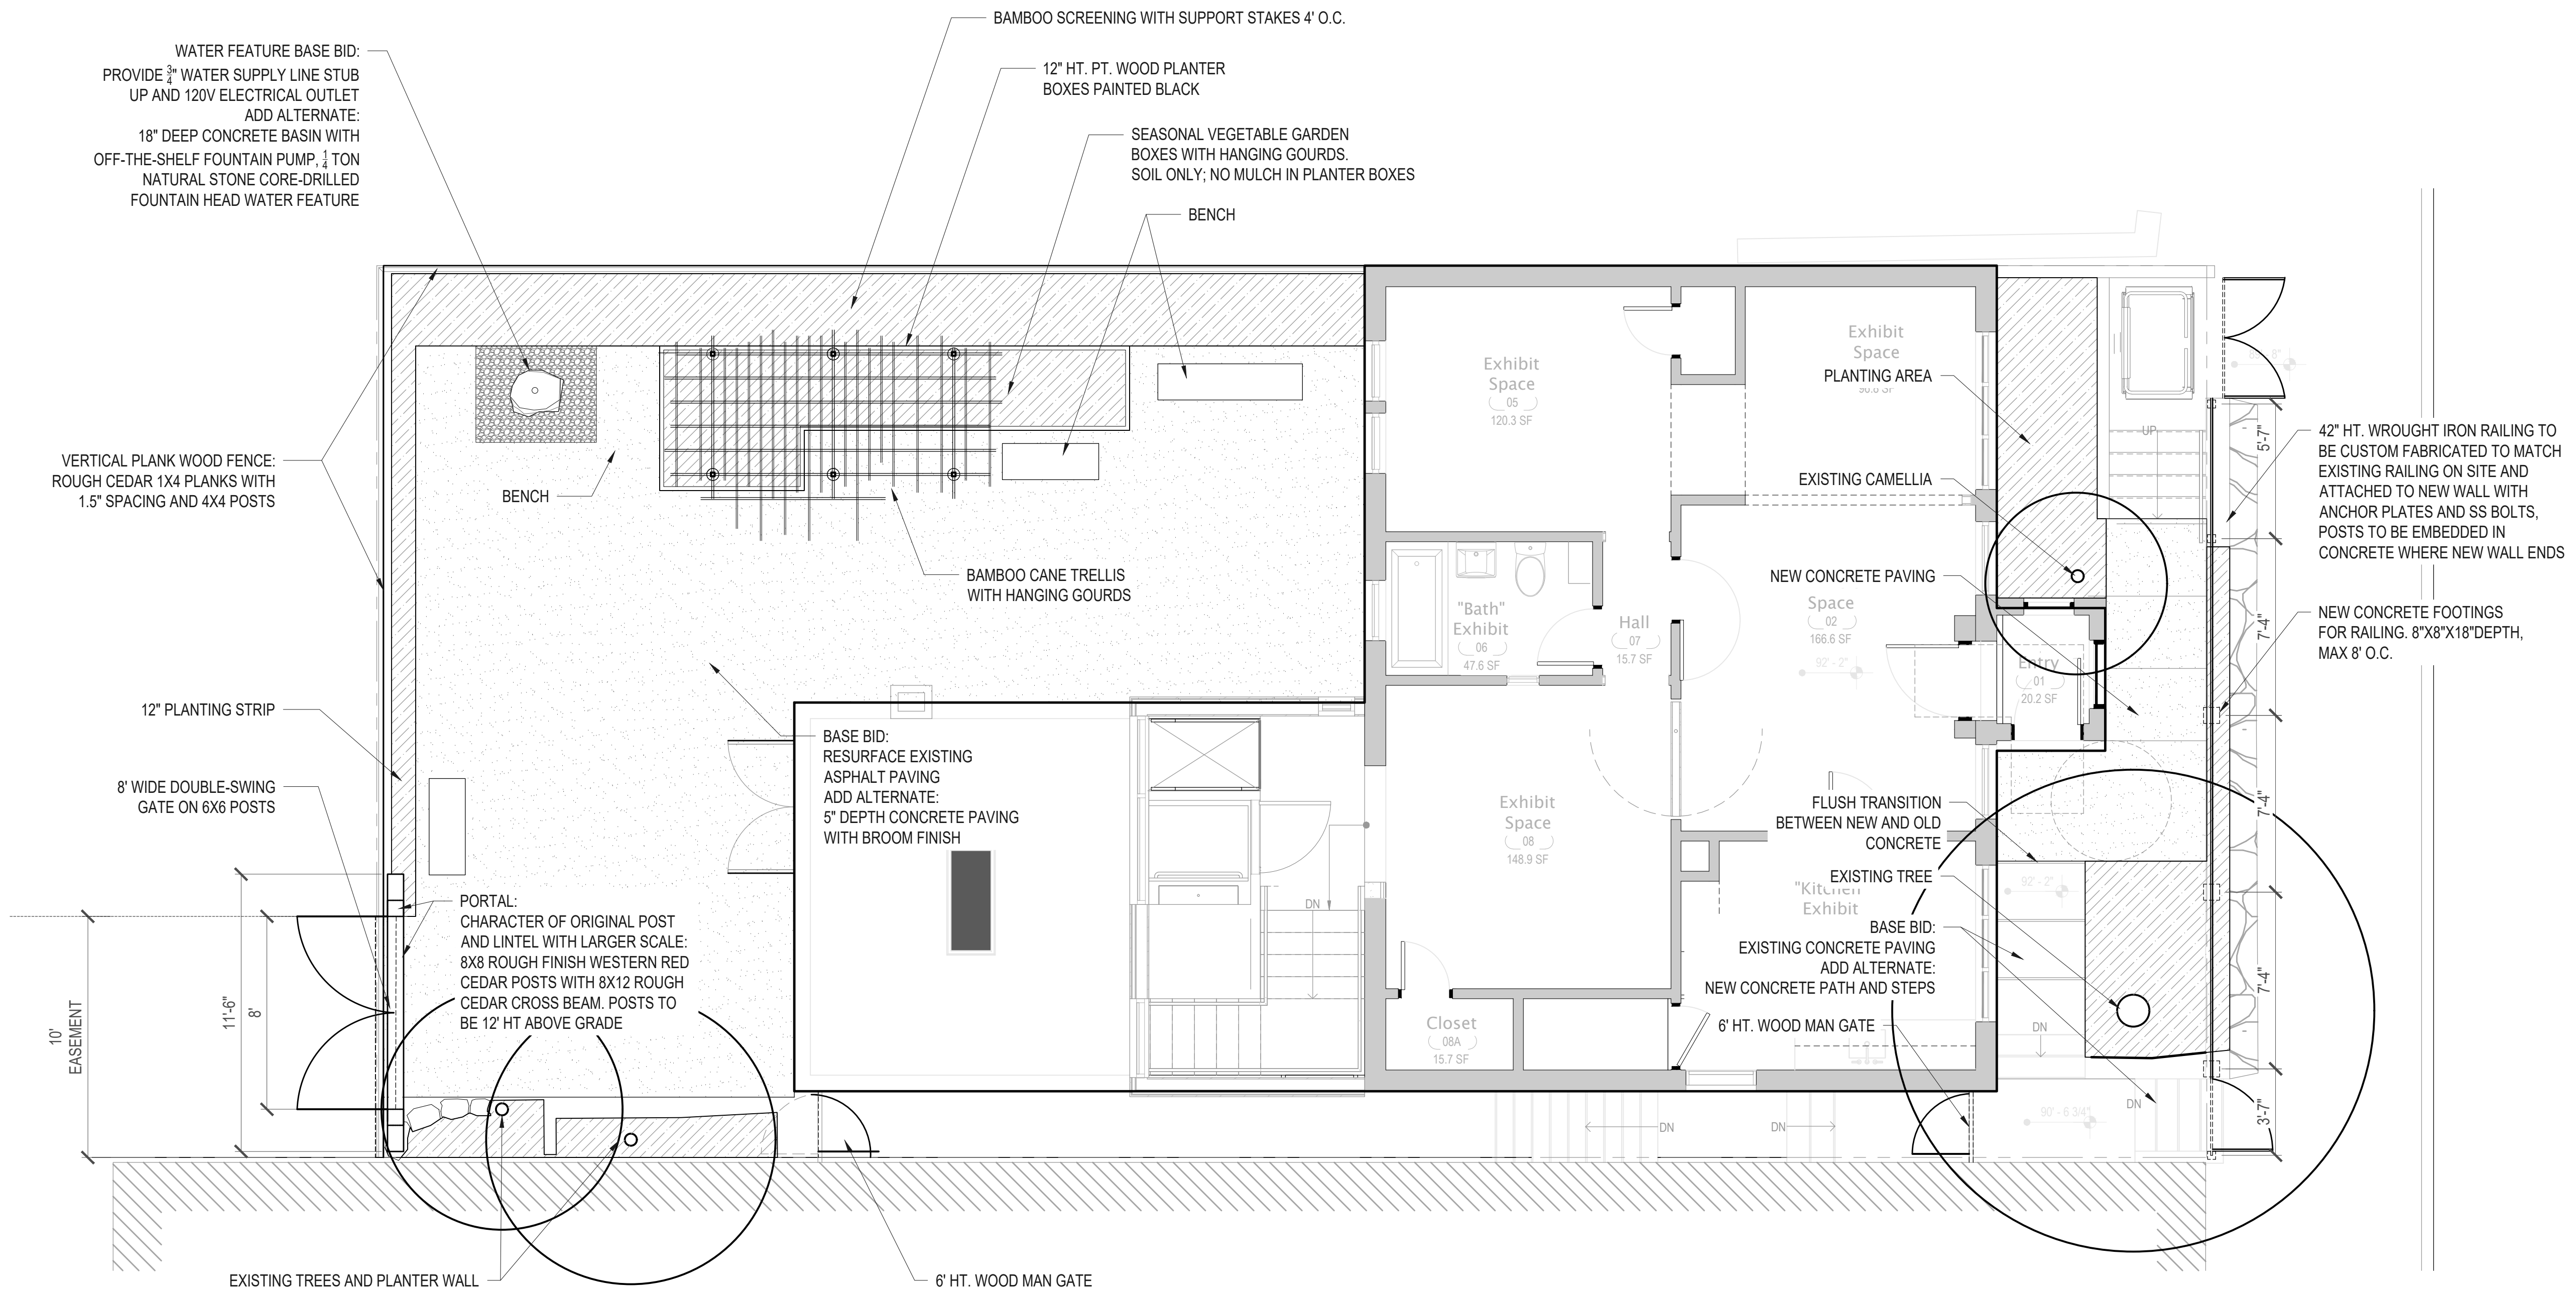 BAMBOO SCREENING WITH SUPPORT STAKES 4' O.C.
WATER FEATURE BASE BID:
PROVIDE 3/4" WATER SUPPLY LINE STUB
UP AND 120V ELECTRICAL OUTLET
ADD ALTERNATE:
18" DEEP CONCRETE BASIN WITH
OFF-THE-SHELF FOUNTAIN PUMP, 1/4 TON
NATURAL STONE CORE-DRILLED
FOUNTAIN HEAD WATER FEATURE
12" HT. PT. WOOD PLANTER
BOXES PAINTED BLACK
SEASONAL VEGETABLE GARDEN
BOXES WITH HANGING GOURDS.
SOIL ONLY; NO MULCH IN PLANTER BOXES
BENCH
VERTICAL PLANK WOOD FENCE:
ROUGH CEDAR 1X4 PLANKS WITH
1.5" SPACING AND 4X4 POSTS
BENCH
BAMBOO CANE TRELLIS
WITH HANGING GOURDS
12" PLANTING STRIP
8' WIDE DOUBLE-SWING
GATE ON 6X6 POSTS
BASE BID:
RESURFACE EXISTING
ASPHALT PAVING
ADD ALTERNATE:
5" DEPTH CONCRETE PAVING
WITH BROOM FINISH
PORTAL:
CHARACTER OF ORIGINAL POST
AND LINTEL WITH LARGER SCALE:
8X8 ROUGH FINISH WESTERN RED
CEDAR POSTS WITH 8X12 ROUGH
CEDAR CROSS BEAM. POSTS TO
BE 12' HT ABOVE GRADE
10'
EASEMENT
11'-6"
8'
EXISTING TREES AND PLANTER WALL
6' HT. WOOD MAN GATE
Exhibit
Space
05
120.3 SF
Exhibit
Space
90.8 SF
PLANTING AREA
EXISTING CAMELLIA
NEW CONCRETE PAVING
"Bath"
Exhibit
06
47.6 SF
Hall
07
15.7 SF
Space
02
166.6 SF
92' - 2"
Entry
01
20.2 SF
Exhibit
Space
08
148.9 SF
FLUSH TRANSITION
BETWEEN NEW AND OLD
CONCRETE
EXISTING TREE
"Kitchen"
Exhibit
BASE BID:
EXISTING CONCRETE PAVING
ADD ALTERNATE:
NEW CONCRETE PATH AND STEPS
6' HT. WOOD MAN GATE
Closet
08A
15.7 SF
DN
DN
DN
DN
DN
UP
92' - 2"
90' - 6 3/4"
5'-7"
7'-4"
7'-4"
7'-4"
3'-7"
42" HT. WROUGHT IRON RAILING TO
BE CUSTOM FABRICATED TO MATCH
EXISTING RAILING ON SITE AND
ATTACHED TO NEW WALL WITH
ANCHOR PLATES AND SS BOLTS,
POSTS TO BE EMBEDDED IN
CONCRETE WHERE NEW WALL ENDS
NEW CONCRETE FOOTINGS
FOR RAILING. 8"X8"X18"DEPTH,
MAX 8' O.C.